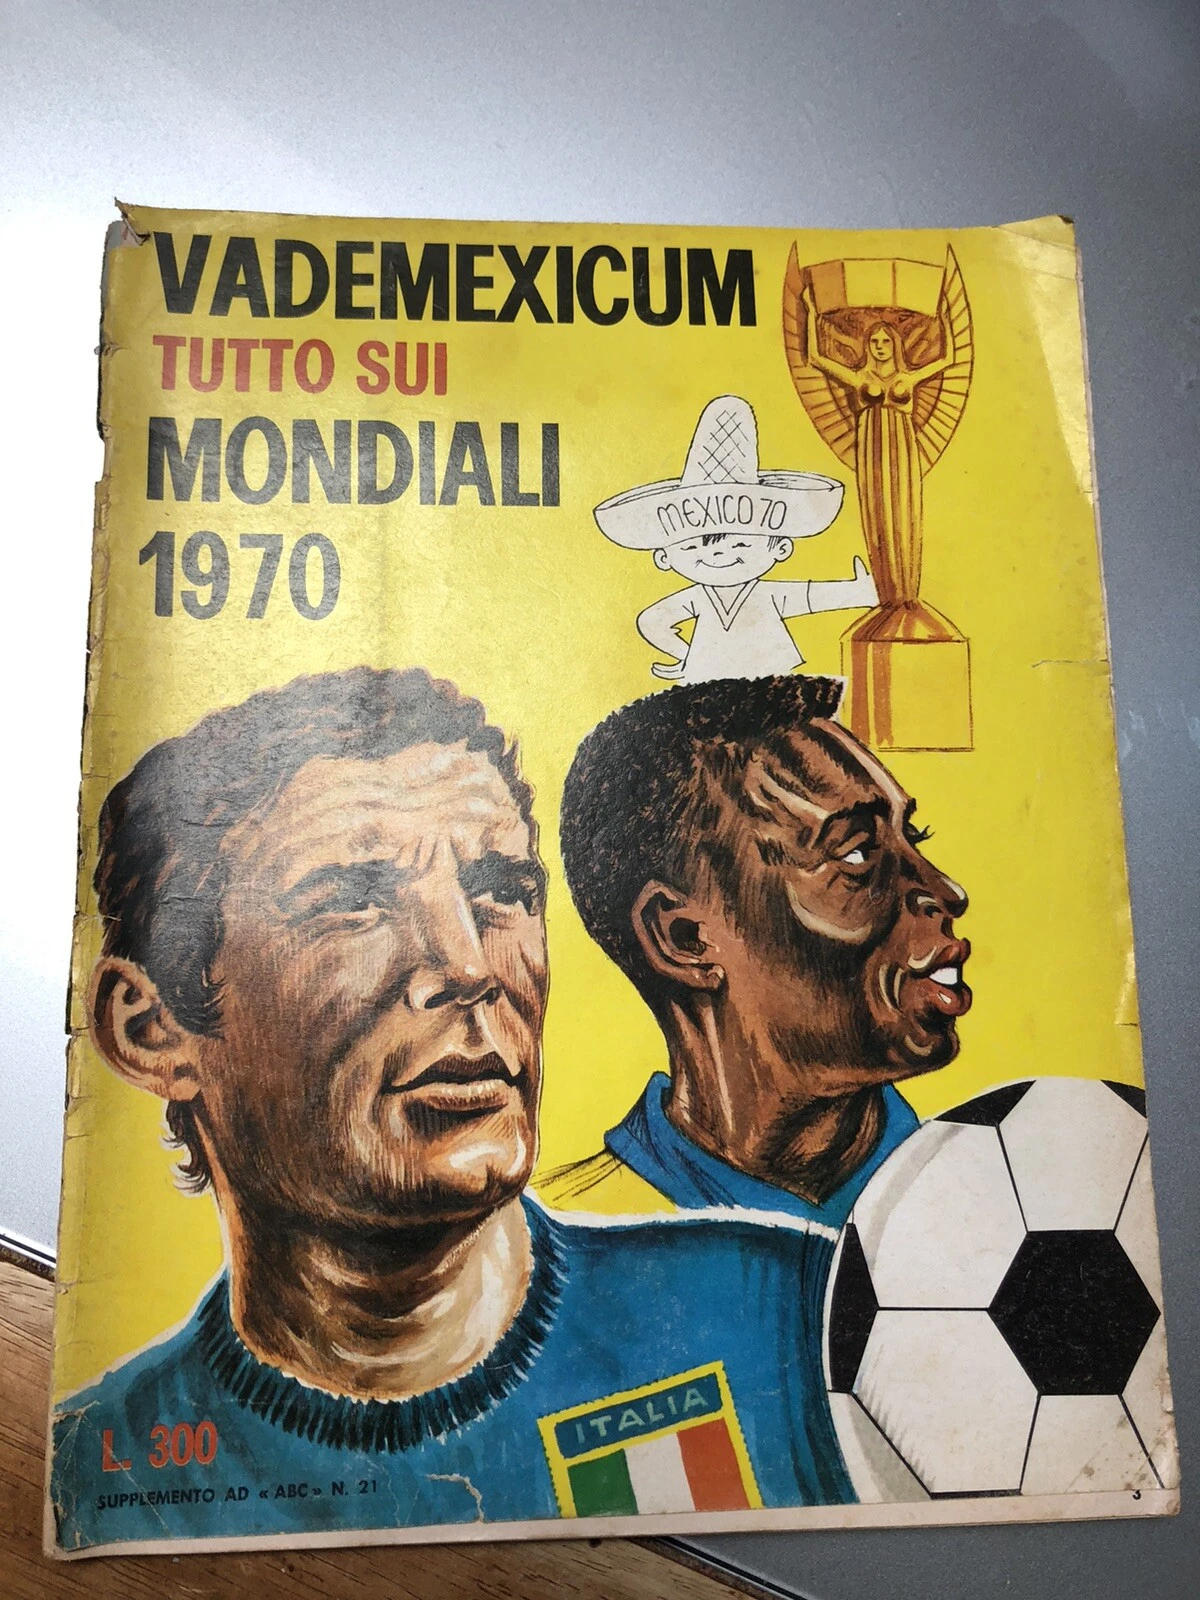 VADEMEXICUM
TUTTO SUI
MONDIALI
1970
MEXICO 70
ITALIA
L. 300
SUPPLEMENTO AD « ABC » N. 21
3